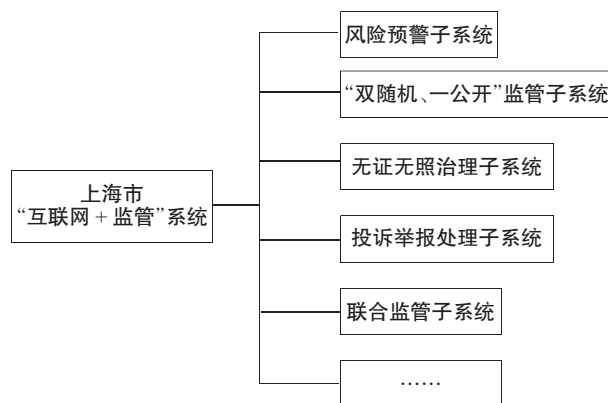 风险预警子系统
“双随机、一公开”监管子系统
无证无照治理子系统
上海市
“互联网+监管”系统
投诉举报处理子系统
联合监管子系统
……